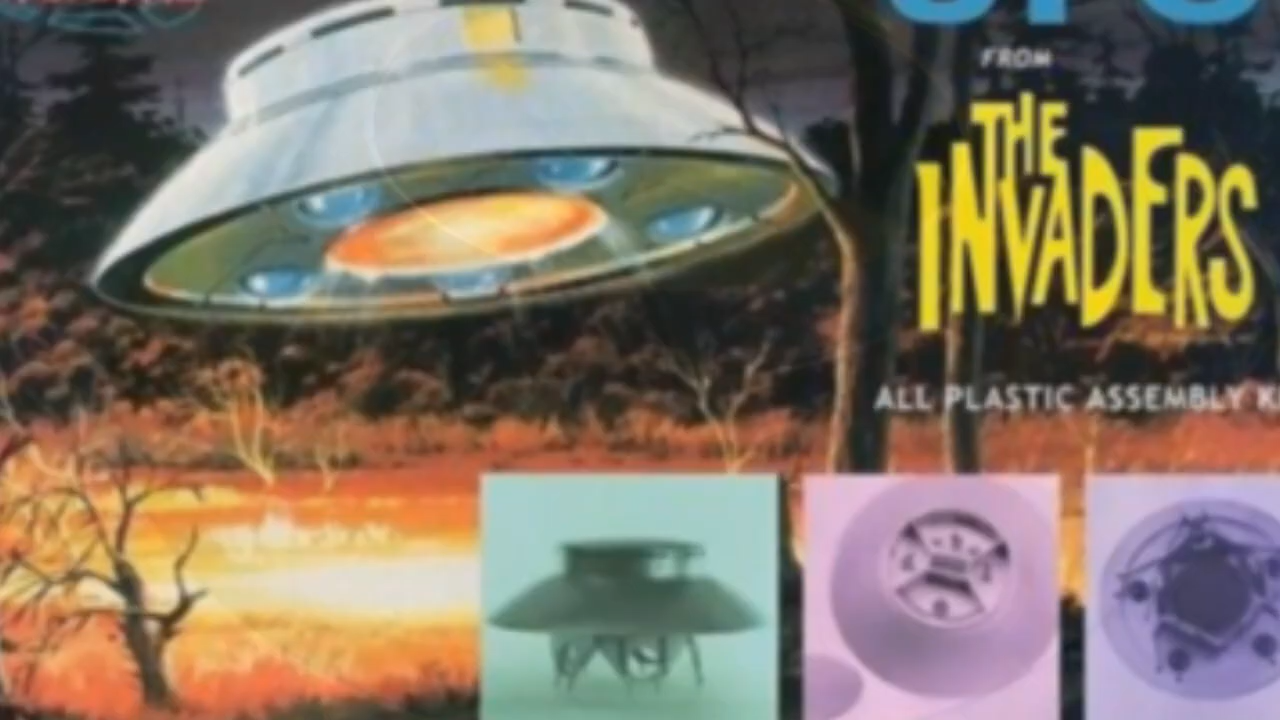 FROM
THE
INVADERS
ALL PLASTIC ASSEMBLY